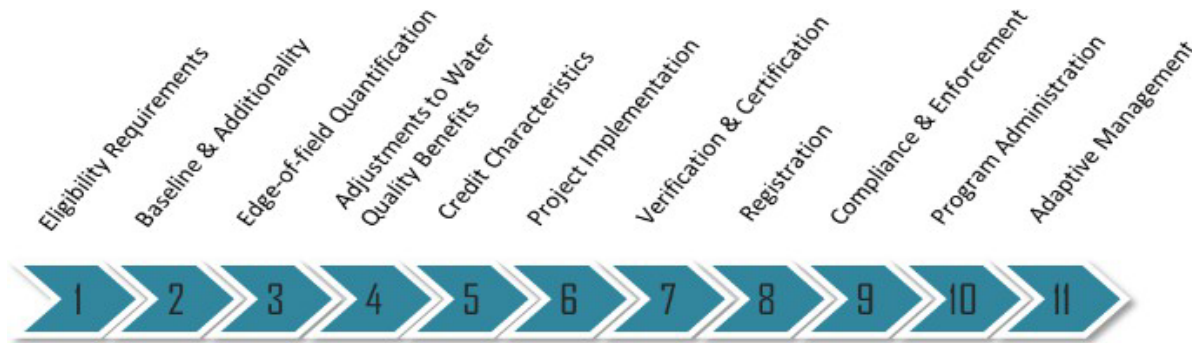 Eligibility Requirements
Baseline & Additionality
Edge-of-field Quantification
Adjustments to Water
Quality Benefits
Credit Characteristics
Project Implementation
Verification & Certification
Registration
Compliance & Enforcement
Program Administration
Adaptive Management
1 2 3 4 5 6 7 8 9 10 11